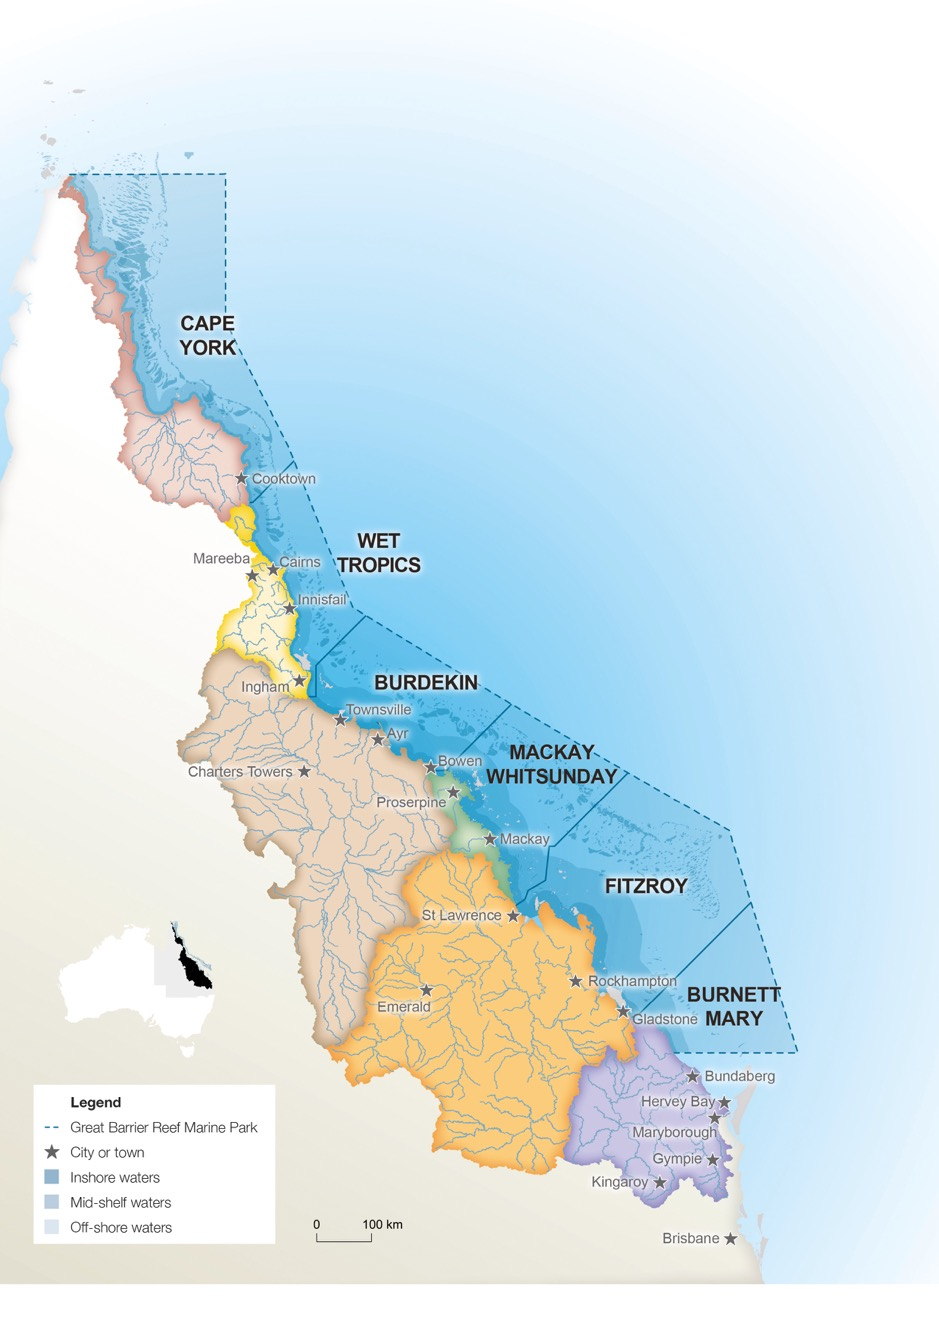 CAPE
YORK
Cooktown
WET
TROPICS
Mareeba
Cairns
Innisfail
Ingham
BURDEKIN
Townsville
Ayr
MACKAY
WHITSUNDAY
Bowen
Charters Towers
Proserpine
Mackay
FITZROY
St Lawrence
Rockhampton
Emerald
BURNETT
MARY
Gladstone
Bundaberg
Hervey Bay
Maryborough
Gympie
Kingaroy
Brisbane
Legend
Great Barrier Reef Marine Park
City or town
Inshore waters
Mid-shelf waters
Off-shore waters
0 100 km